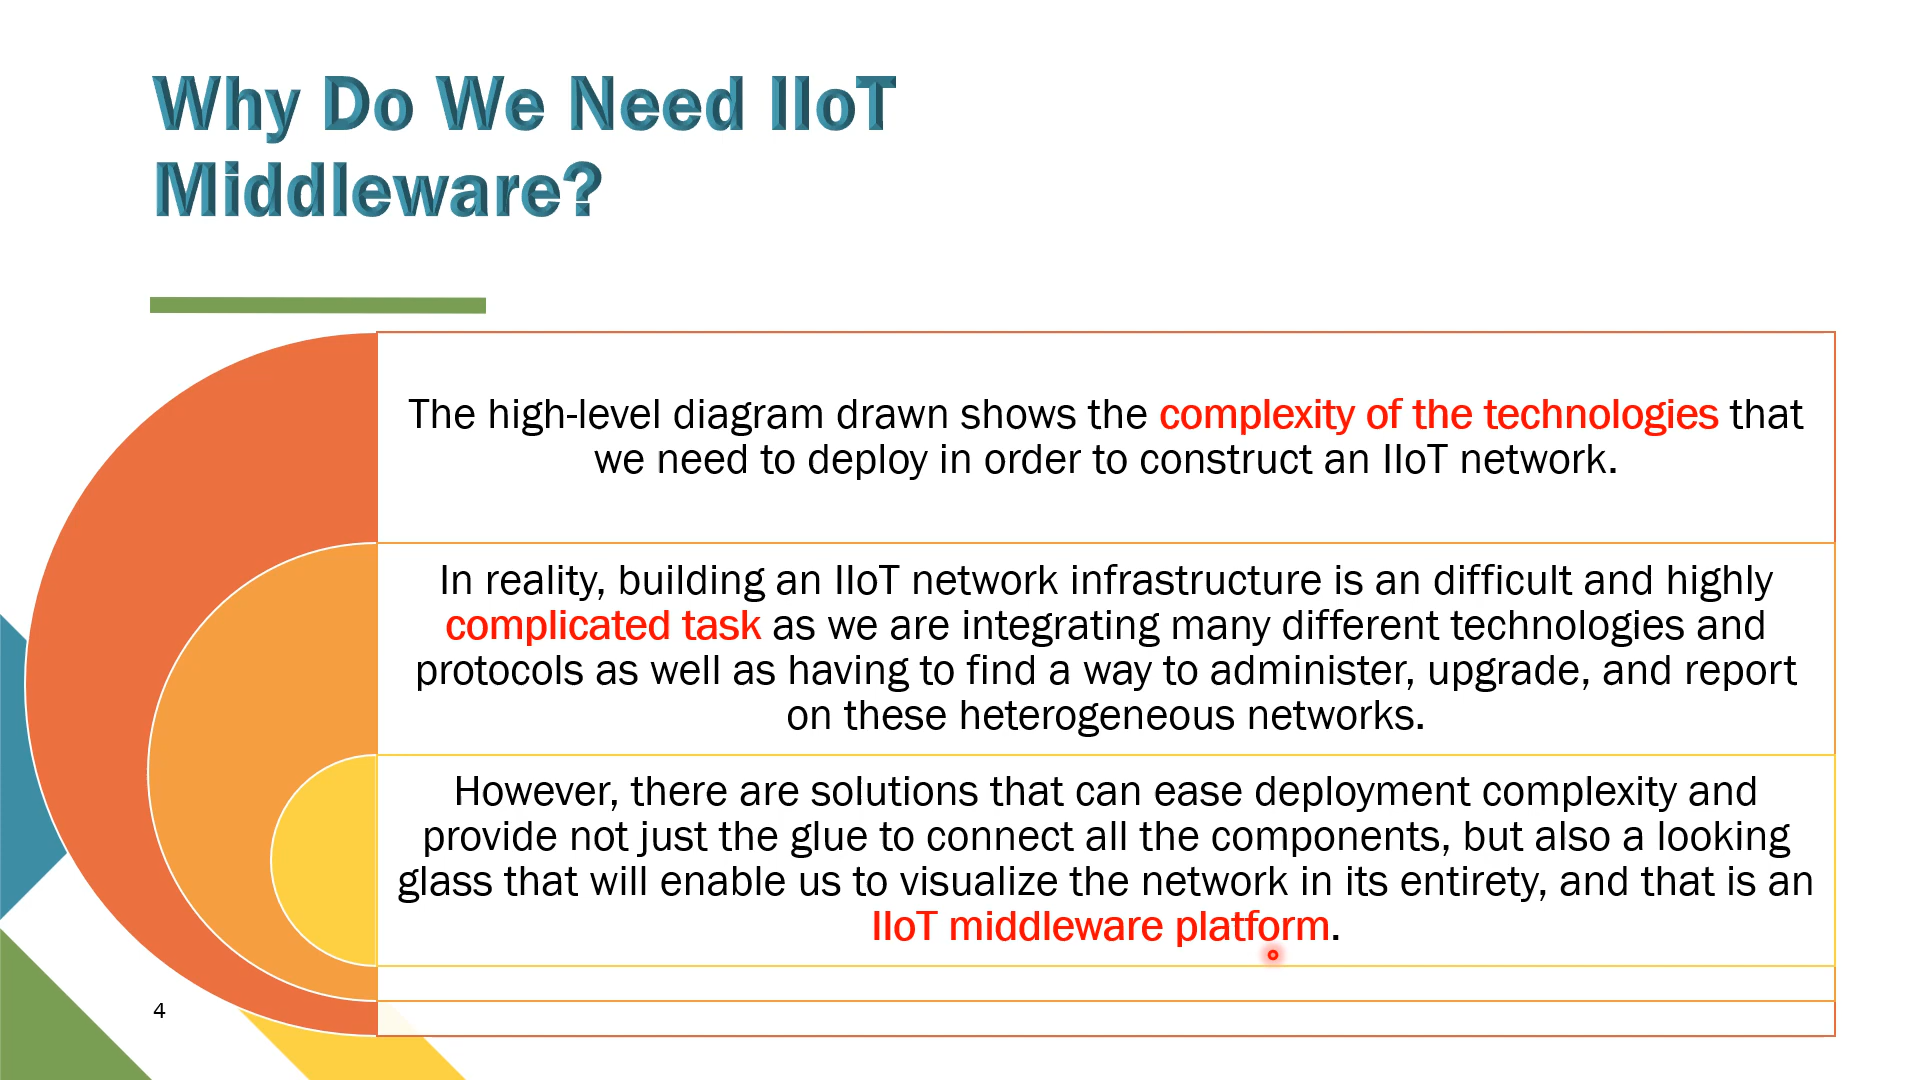 Why Do We Need IIoT
Middleware?
The high-level diagram drawn shows the complexity of the technologies that
we need to deploy in order to construct an IIoT network.
In reality, building an IIoT network infrastructure is an difficult and highly
complicated task as we are integrating many different technologies and
protocols as well as having to find a way to administer, upgrade, and report
on these heterogeneous networks.
However, there are solutions that can ease deployment complexity and
provide not just the glue to connect all the components, but also a looking
glass that will enable us to visualize the network in its entirety, and that is an
IIoT middleware platform.
4